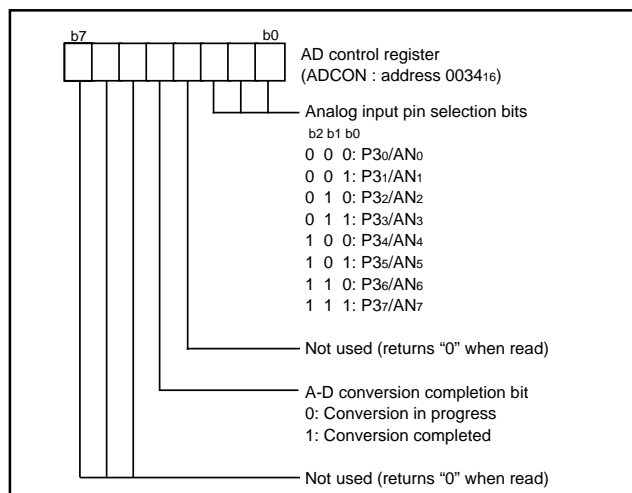 b7 b0
AD control register
(ADCON : address 0034₁₆)
Analog input pin selection bits
b2 b1 b0
0 0 0: P3₀/AN₀
0 0 1: P3₁/AN₁
0 1 0: P3₂/AN₂
0 1 1: P3₃/AN₃
1 0 0: P3₄/AN₄
1 0 1: P3₅/AN₅
1 1 0: P3₆/AN₆
1 1 1: P3₇/AN₇
Not used (returns “0” when read)
A-D conversion completion bit
0: Conversion in progress
1: Conversion completed
Not used (returns “0” when read)